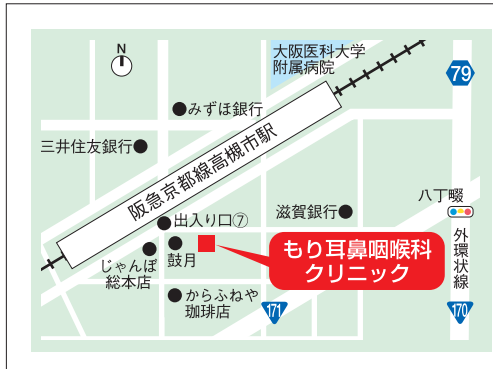 N
大阪医科大学
附属病院
79
みずほ銀行
三井住友銀行
阪急京都線高槻市駅
八丁畷
出入り口⑦
滋賀銀行
もり耳鼻咽喉科
クリニック
外環状線
鼓月
じゃんぼ
総本店
からふねや
珈琲店
171
170